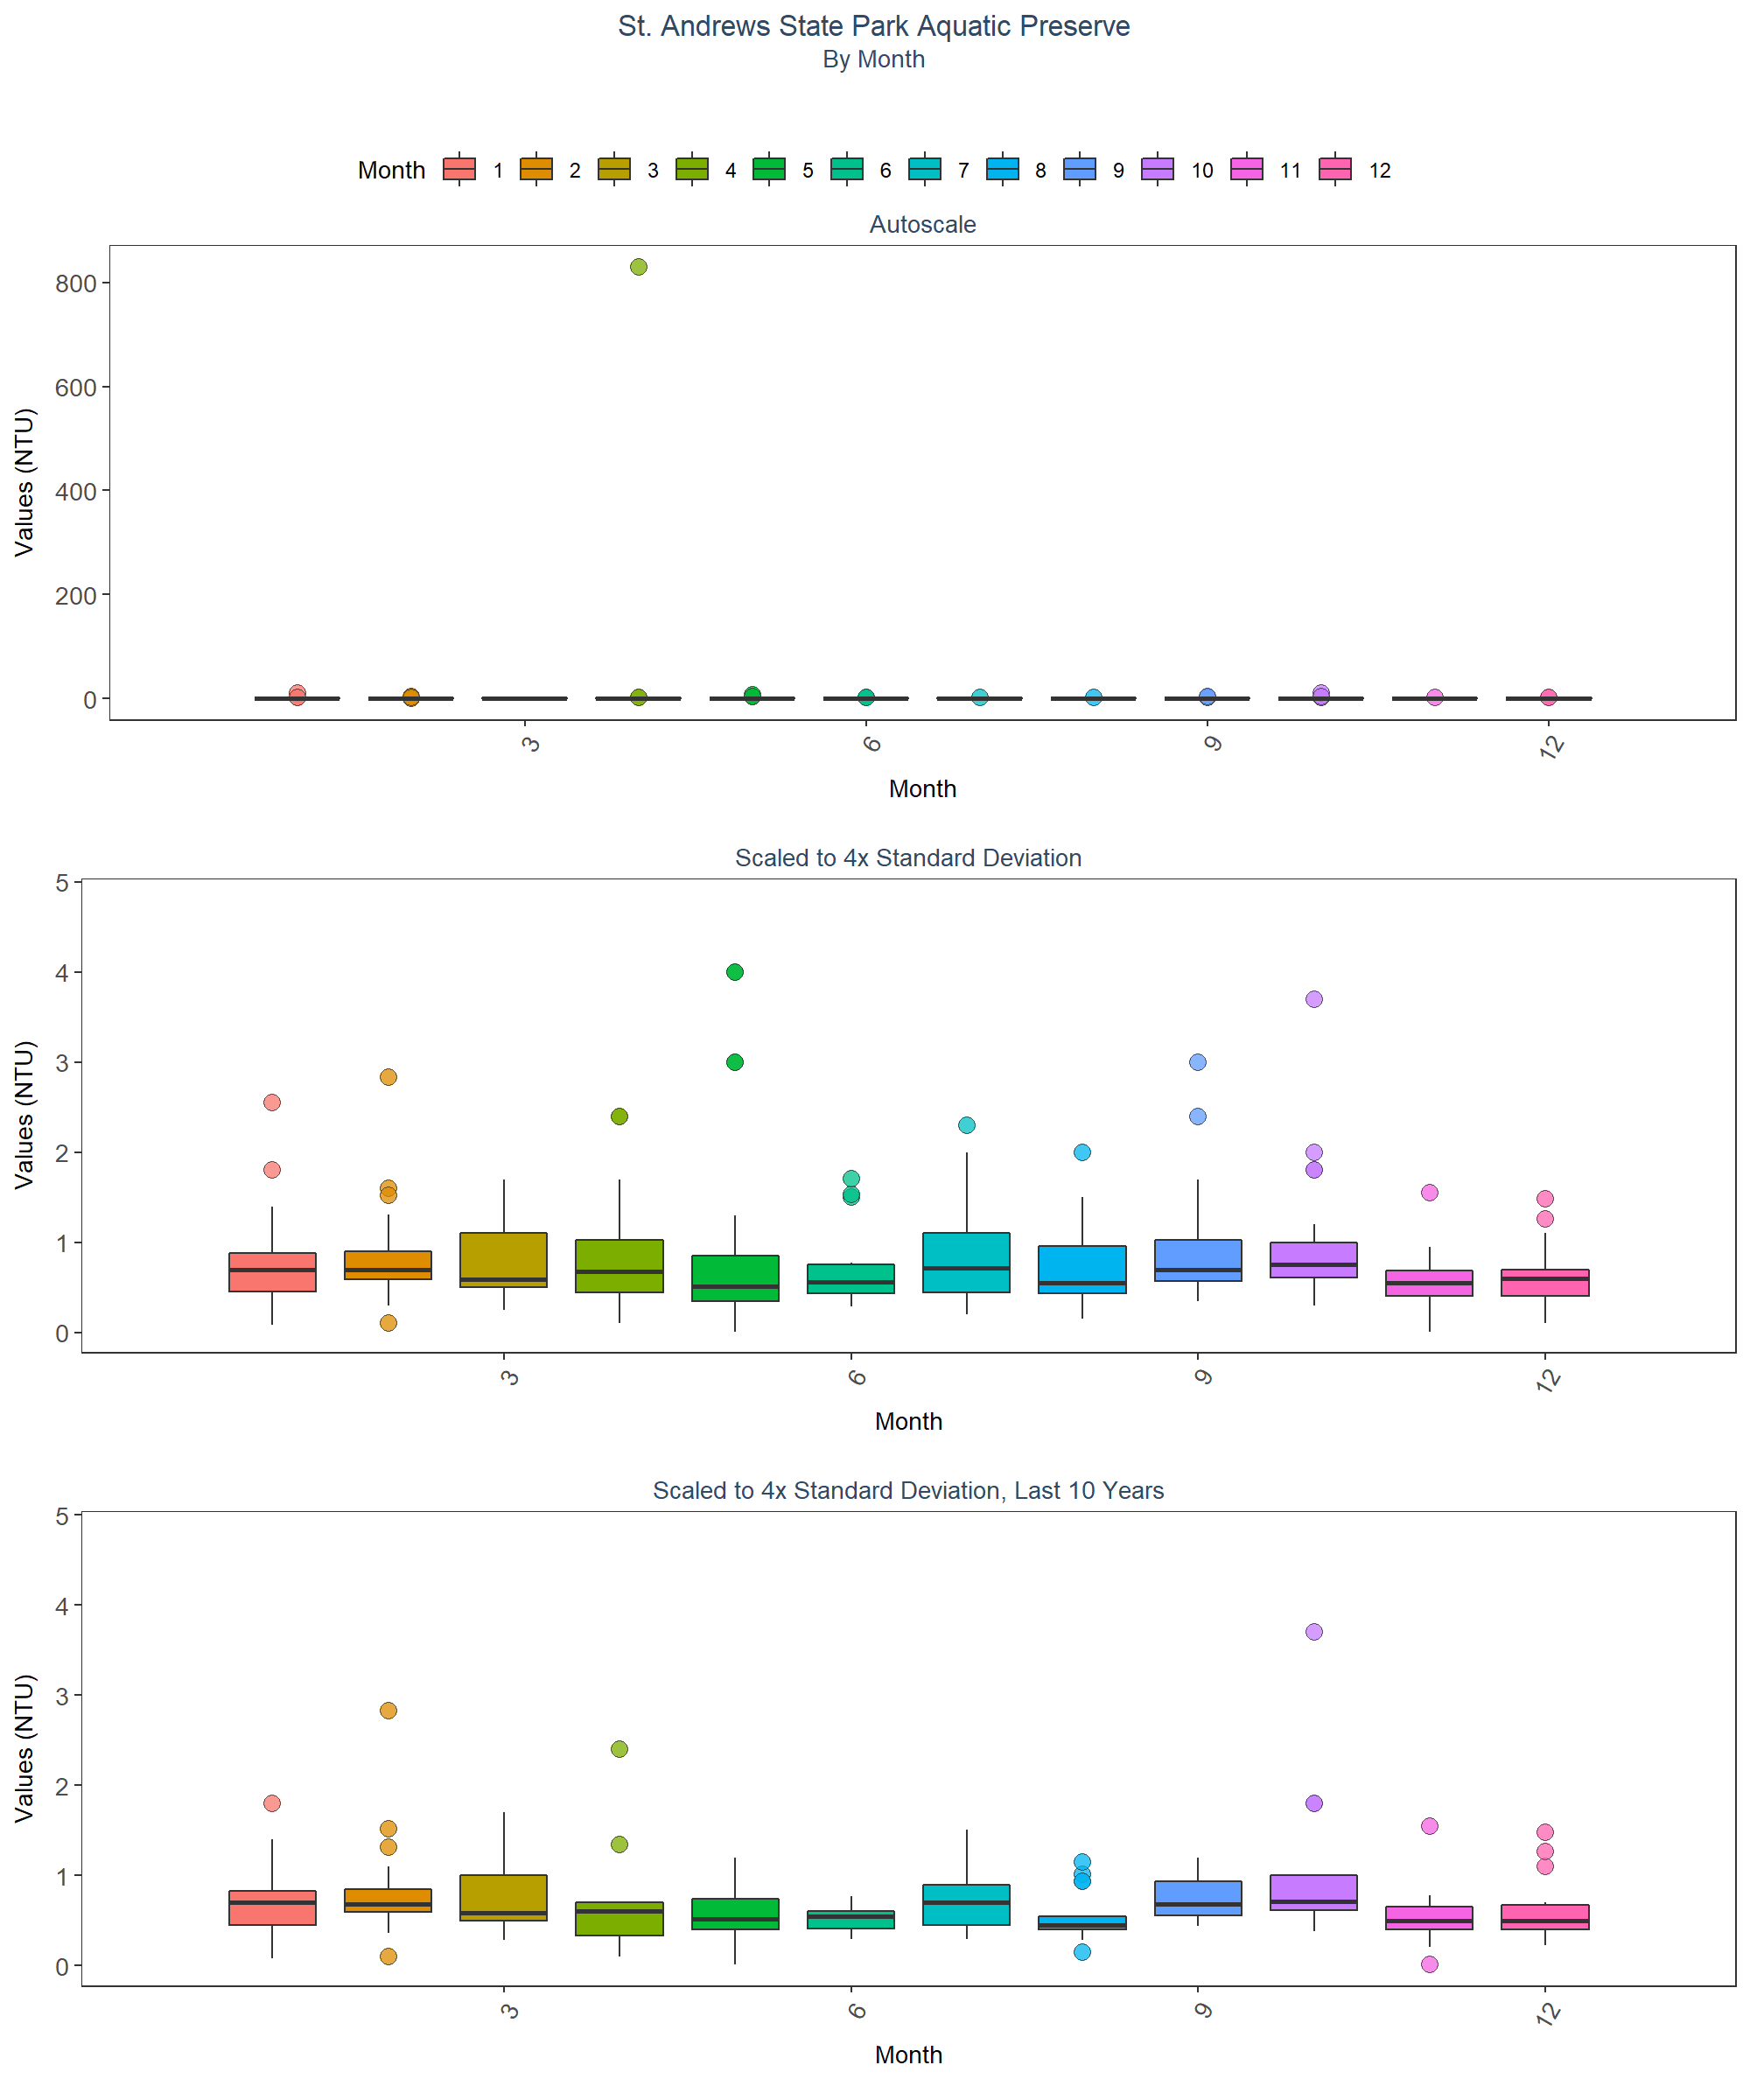 St. Andrews State Park Aquatic Preserve
By Month
Month 1 2 3 4 5 6 7 8 9 10 11 12
Autoscale
Values (NTU)
800
600
400
200
0
3 6 9 12
Month
Scaled to 4x Standard Deviation
Values (NTU)
5
4
3
2
1
0
3 6 9 12
Month
Scaled to 4x Standard Deviation, Last 10 Years
Values (NTU)
5
4
3
2
1
0
3 6 9 12
Month